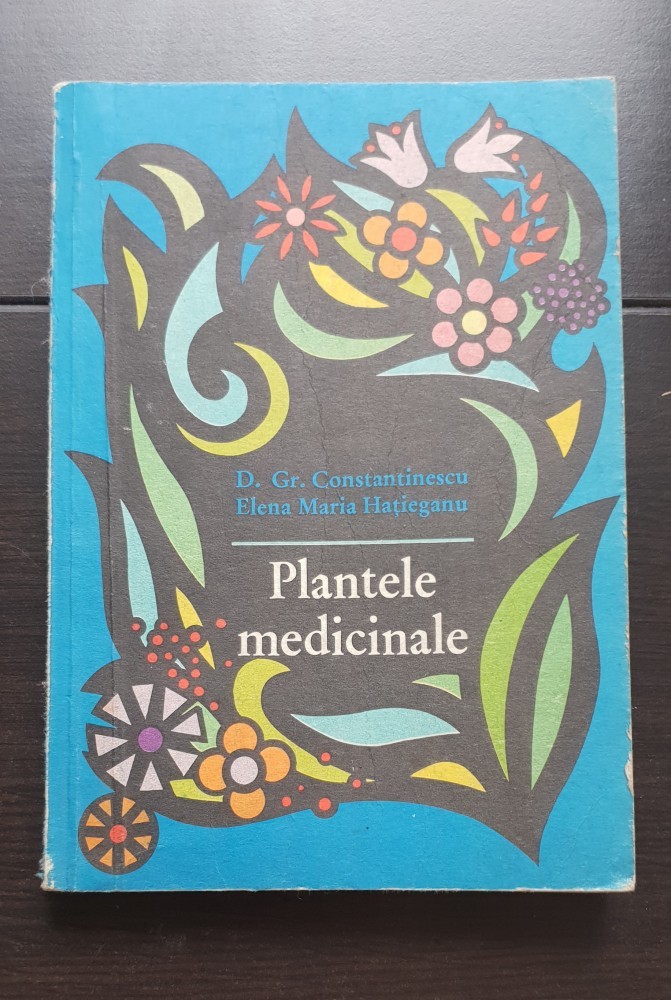 D. Gr. Constantinescu
Elena Maria Hațieganu
Plantele
medicinale